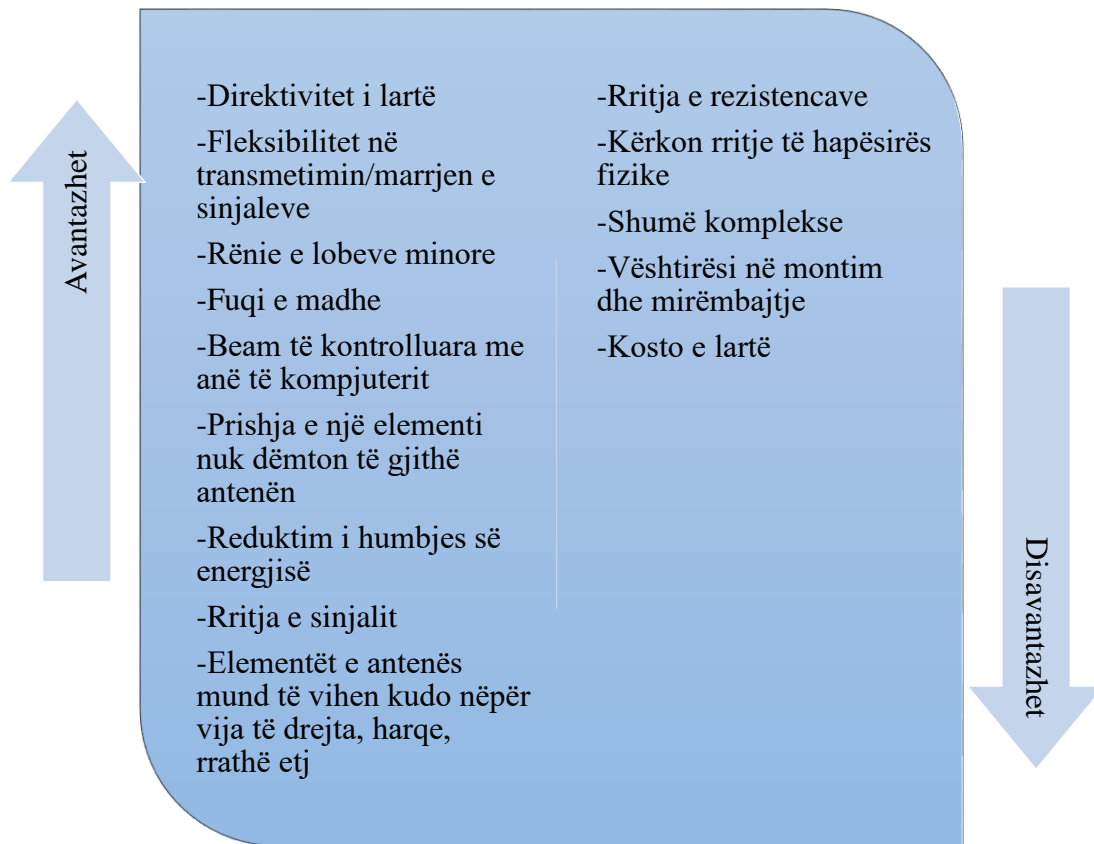 Avantazhet
-Direktivitet i lartë
-Fleksibilitet në
transmetimin/marrjen e
sinjaleve
-Rënie e lobeve minore
-Fuqi e madhe
-Beam të kontrolluara me
anë të kompjuterit
-Prishja e një elementi
nuk dëmton të gjithë
antenën
-Reduktim i humbjes së
energjisë
-Rritja e sinjalit
-Elementët e antenës
mund të vihen kudo nëpër
vija të drejta, harqe,
rrathë etj
-Rritja e rezistencave
-Kërkon rritje të hapësirës
fizike
-Shumë komplekse
-Vështirësi në montim
dhe mirëmbajtje
-Kosto e lartë
Disavantazhet